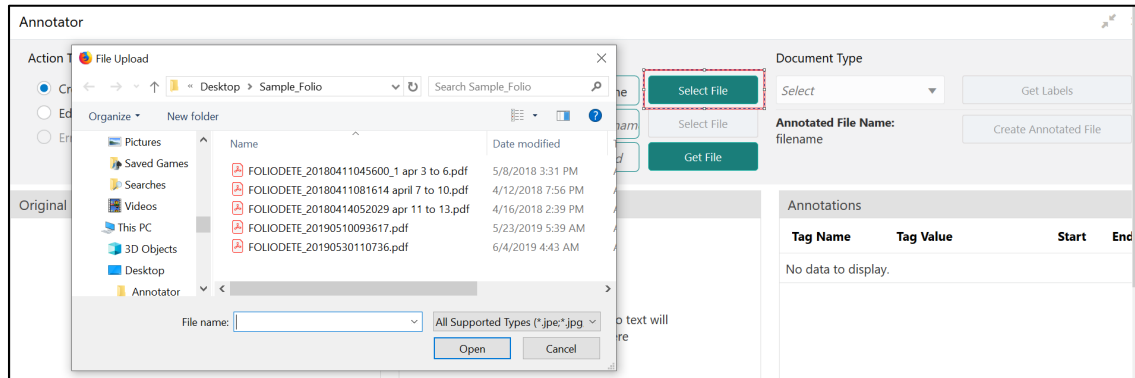 Annotator
Action T
File Upload
Cr
Ed
Err
« Desktop > Sample_Folio
Search Sample_Folio
Organize
New folder
Pictures
Saved Games
Searches
Videos
This PC
3D Objects
Desktop
Annotator
Name
Date modified
FOLIODETE_20180411045600_1 apr 3 to 6.pdf 5/8/2018 3:31 PM
FOLIODETE_20180411081614 april 7 to 10.pdf 4/12/2018 7:56 PM
FOLIODETE_20180414052029 apr 11 to 13.pdf 4/16/2018 2:39 PM
FOLIODETE_20190510093617.pdf 5/23/2019 5:39 AM
FOLIODETE_20190530110736.pdf 6/4/2019 4:43 AM
File name:
All Supported Types (*.jpe;*.jpg
Open
Cancel
ne
Select File
nam
Select File
d
Get File
Document Type
Select
Get Labels
Annotated File Name:
filename
Create Annotated File
Original
o text will
ere
Annotations
Tag Name Tag Value Start End
No data to display.